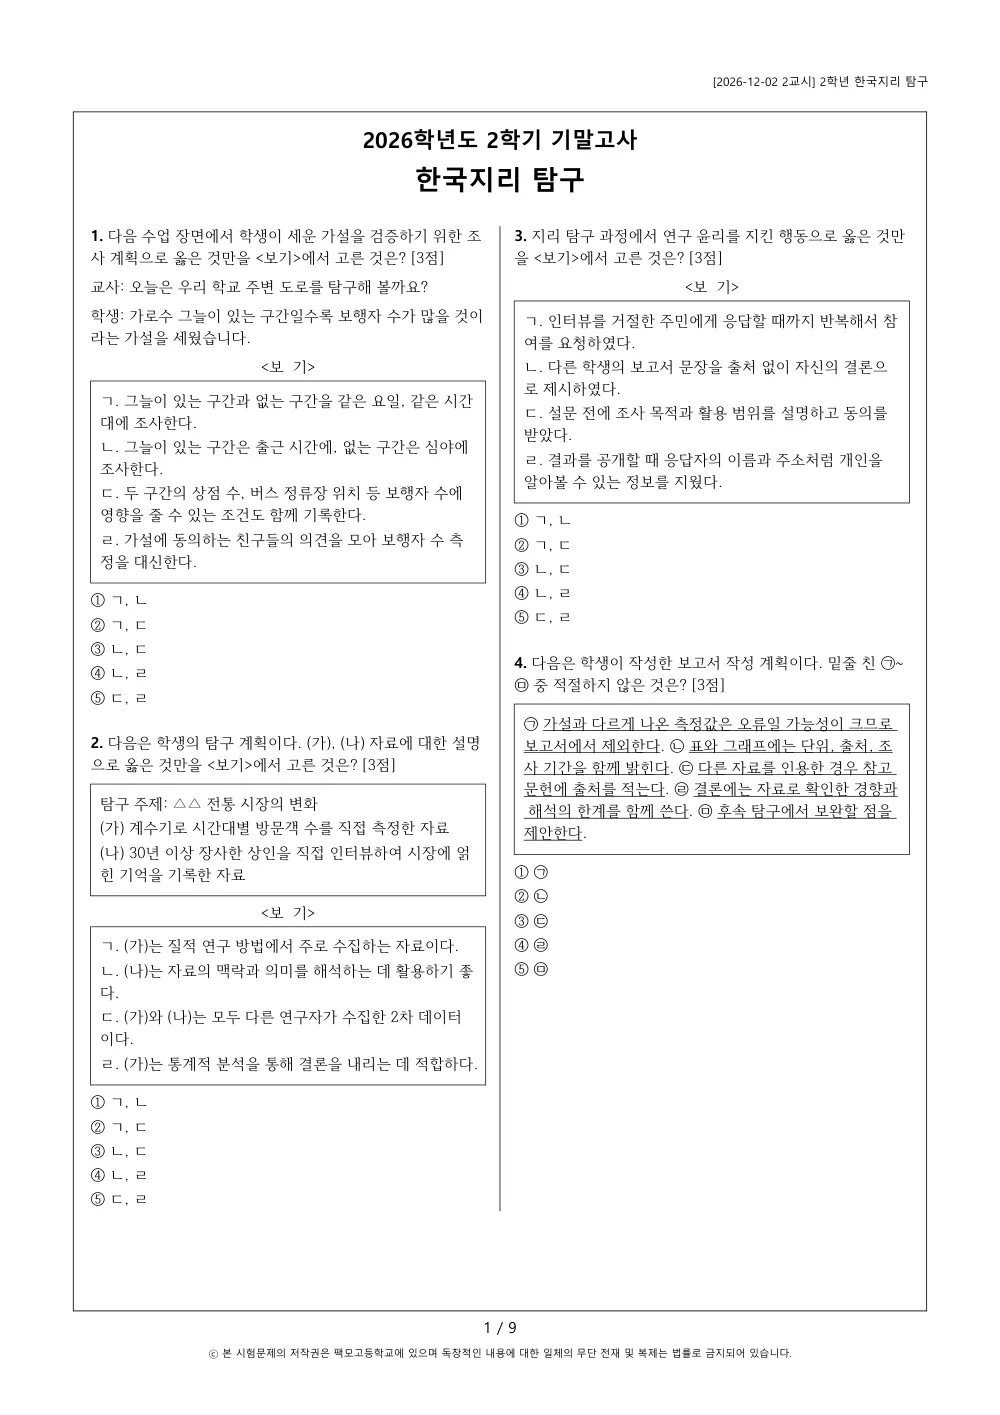 [2026-12-02 2교시] 2학년 한국지리 탐구
2026학년도 2학기 기말고사
한국지리 탐구
1. 다음 수업 장면에서 학생이 세운 가설을 검증하기 위한 조
사 계획으로 옳은 것만을 <보기>에서 고른 것은? [3점]
교사: 오늘은 우리 학교 주변 도로를 탐구해 볼까요?
학생: 가로수 그늘이 있는 구간일수록 보행자 수가 많을 것이
라는 가설을 세웠습니다.
<보 기>
ㄱ. 그늘이 있는 구간과 없는 구간을 같은 요일, 같은 시간
대에 조사한다.
ㄴ. 그늘이 있는 구간은 출근 시간에, 없는 구간은 심야에
조사한다.
ㄷ. 두 구간의 상점 수, 버스 정류장 위치 등 보행자 수에
영향을 줄 수 있는 조건도 함께 기록한다.
ㄹ. 가설에 동의하는 친구들의 의견을 모아 보행자 수 측
정을 대신한다.
① ㄱ, ㄴ
② ㄱ, ㄷ
③ ㄴ, ㄷ
④ ㄴ, ㄹ
⑤ ㄷ, ㄹ
2. 다음은 학생의 탐구 계획이다. (가), (나) 자료에 대한 설명
으로 옳은 것만을 <보기>에서 고른 것은? [3점]
탐구 주제: △△ 전통 시장의 변화
(가) 계수기로 시간대별 방문객 수를 직접 측정한 자료
(나) 30년 이상 장사한 상인을 직접 인터뷰하여 시장에 얽
힌 기억을 기록한 자료
<보 기>
ㄱ. (가)는 질적 연구 방법에서 주로 수집하는 자료이다.
ㄴ. (나)는 자료의 맥락과 의미를 해석하는 데 활용하기 좋
다.
ㄷ. (가)와 (나)는 모두 다른 연구자가 수집한 2차 데이터
이다.
ㄹ. (가)는 통계적 분석을 통해 결론을 내리는 데 적합하다.
① ㄱ, ㄴ
② ㄱ, ㄷ
③ ㄴ, ㄷ
④ ㄴ, ㄹ
⑤ ㄷ, ㄹ
3. 지리 탐구 과정에서 연구 윤리를 지킨 행동으로 옳은 것만
을 <보기>에서 고른 것은? [3점]
<보 기>
ㄱ. 인터뷰를 거절한 주민에게 응답할 때까지 반복해서 참
여를 요청하였다.
ㄴ. 다른 학생의 보고서 문장을 출처 없이 자신의 결론으
로 제시하였다.
ㄷ. 설문 전에 조사 목적과 활용 범위를 설명하고 동의를
받았다.
ㄹ. 결과를 공개할 때 응답자의 이름과 주소처럼 개인을
알아볼 수 있는 정보를 지웠다.
① ㄱ, ㄴ
② ㄱ, ㄷ
③ ㄴ, ㄷ
④ ㄴ, ㄹ
⑤ ㄷ, ㄹ
4. 다음은 학생이 작성한 보고서 작성 계획이다. 밑줄 친 ㉠~
㉤ 중 적절하지 않은 것은? [3점]
㉠ 가설과 다르게 나온 측정값은 오류일 가능성이 크므로
보고서에서 제외한다. ㉡ 표와 그래프에는 단위, 출처, 조
사 기간을 함께 밝힌다. ㉢ 다른 자료를 인용한 경우 참고
문헌에 출처를 적는다. ㉣ 결론에는 자료로 확인한 경향과
해석의 한계를 함께 쓴다. ㉤ 후속 탐구에서 보완할 점을
제안한다.
① ㉠
② ㉡
③ ㉢
④ ㉣
⑤ ㉤
1 / 9
ⓒ 본 시험문제의 저작권은 팩모고등학교에 있으며 독창적인 내용에 대한 일체의 무단 전재 및 복제는 법률로 금지되어 있습니다.